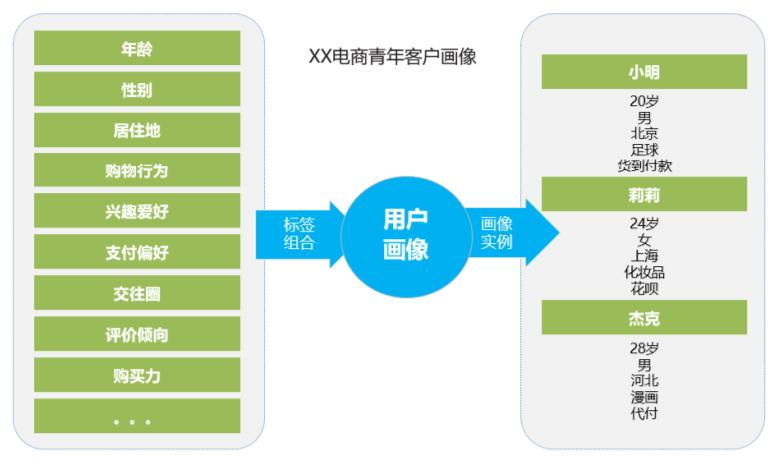 XX电商青年客户画像
年龄
性别
居住地
购物行为
兴趣爱好
支付偏好
交往圈
评价倾向
购买力
。。。
标签
组合
用户
画像
画像
实例
小明
20岁
男
北京
足球
货到付款
莉莉
24岁
女
上海
化妆品
花呗
杰克
28岁
男
河北
漫画
代付